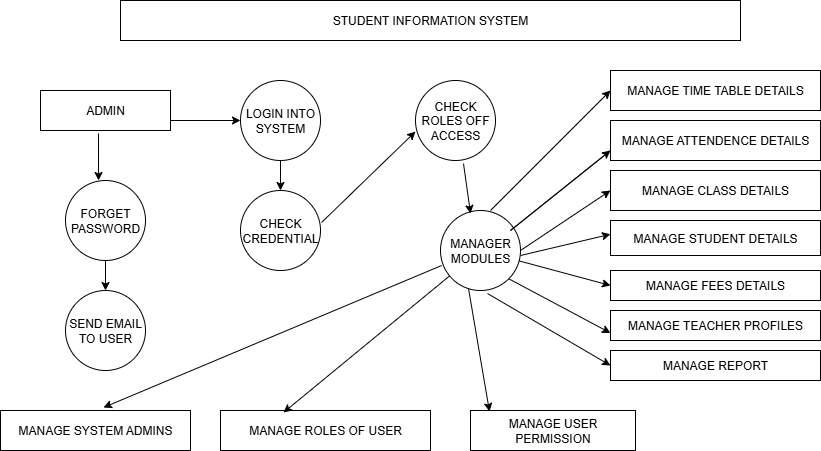 STUDENT INFORMATION SYSTEM
ADMIN
LOGIN INTO
SYSTEM
CHECK
ROLES OFF
ACCESS
MANAGE TIME TABLE DETAILS
MANAGE ATTENDENCE DETAILS
MANAGE CLASS DETAILS
FORGET
PASSWORD
CHECK
CREDENTIAL
MANAGER
MODULES
MANAGE STUDENT DETAILS
MANAGE FEES DETAILS
SEND EMAIL
TO USER
MANAGE TEACHER PROFILES
MANAGE REPORT
MANAGE SYSTEM ADMINS
MANAGE ROLES OF USER
MANAGE USER
PERMISSION